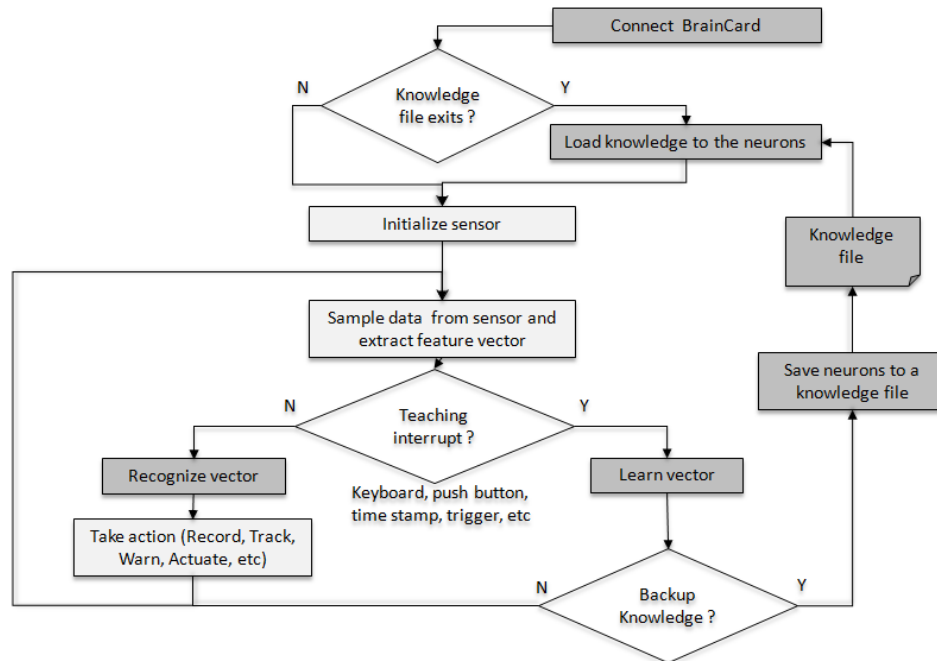 Connect BrainCard
N
Y
Knowledge
file exits ?
Load knowledge to the neurons
Initialize sensor
Knowledge
file
Sample data from sensor and
extract feature vector
Save neurons to a
knowledge file
N
Y
Teaching
interrupt ?
Recognize vector
Learn vector
Keyboard, push button,
time stamp, trigger, etc
Take action (Record, Track,
Warn, Actuate, etc)
N
Y
Backup
Knowledge ?